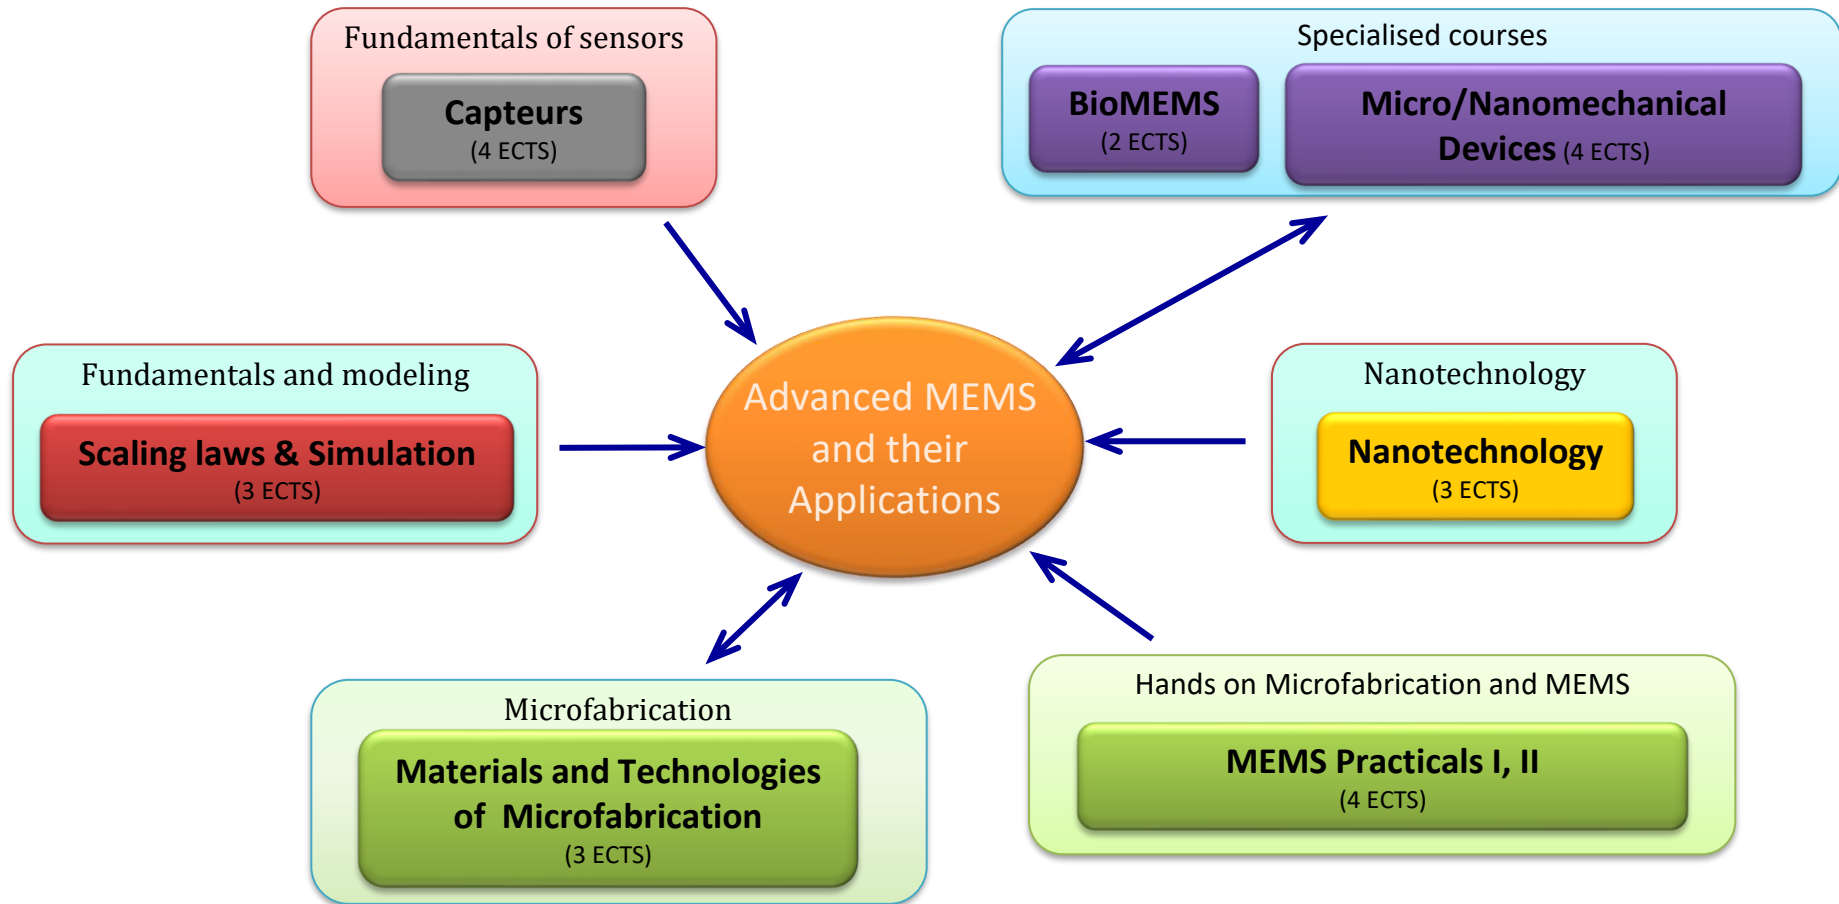 Fundamentals of sensors
Capteurs
(4 ECTS)
Specialised courses
BioMEMS
(2 ECTS)
Micro/Nanomechanical
Devices (4 ECTS)
Fundamentals and modeling
Scaling laws & Simulation
(3 ECTS)
Advanced MEMS
and their
Applications
Nanotechnology
Nanotechnology
(3 ECTS)
Microfabrication
Materials and Technologies
of Microfabrication
(3 ECTS)
Hands on Microfabrication and MEMS
MEMS Practicals I, II
(4 ECTS)